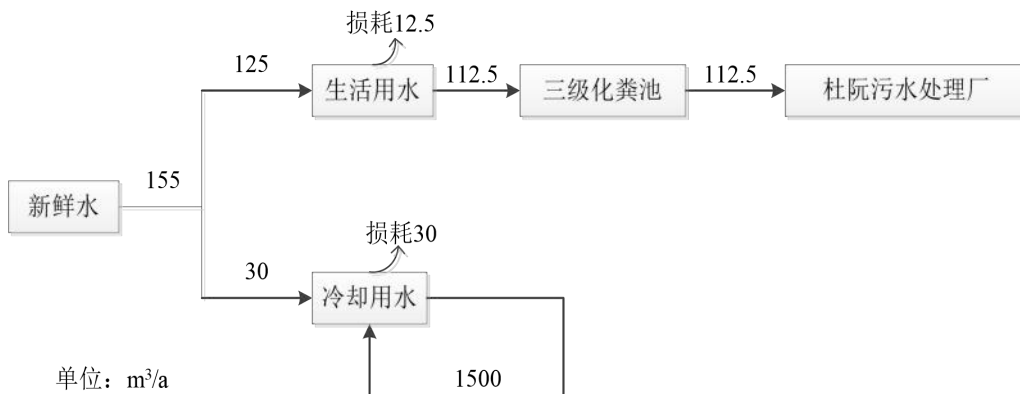 损耗12.5
125
生活用水
112.5
三级化粪池
112.5
杜阮污水处理厂
新鲜水
155
损耗30
30
冷却用水
单位：m³/a
1500